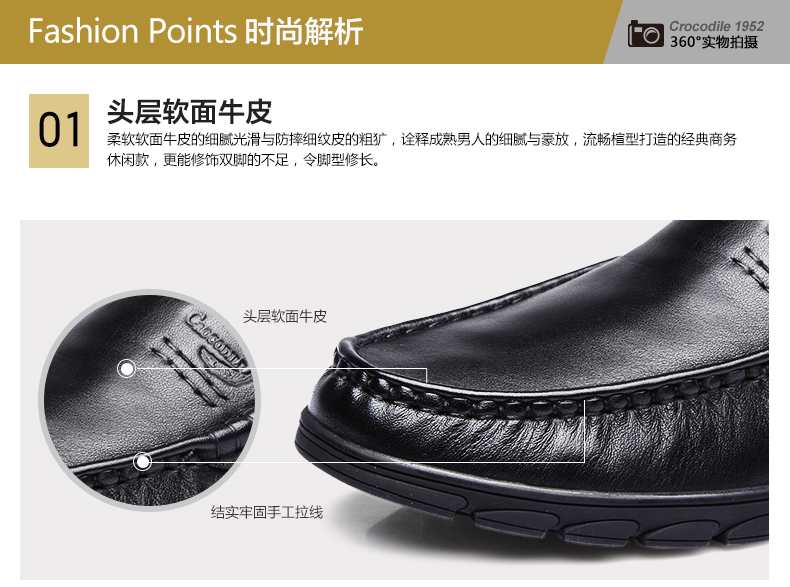 Fashion Points 时尚解析
Crocodile 1952
360°实物拍摄
01
头层软面牛皮
柔软软面牛皮的细腻光滑与防摔细纹皮的粗犷，诠释成熟男人的细腻与豪放，流畅楦型打造的经典商务
休闲款，更能修饰双脚的不足，令脚型修长。
头层软面牛皮
Crocodile
结实牢固手工拉线